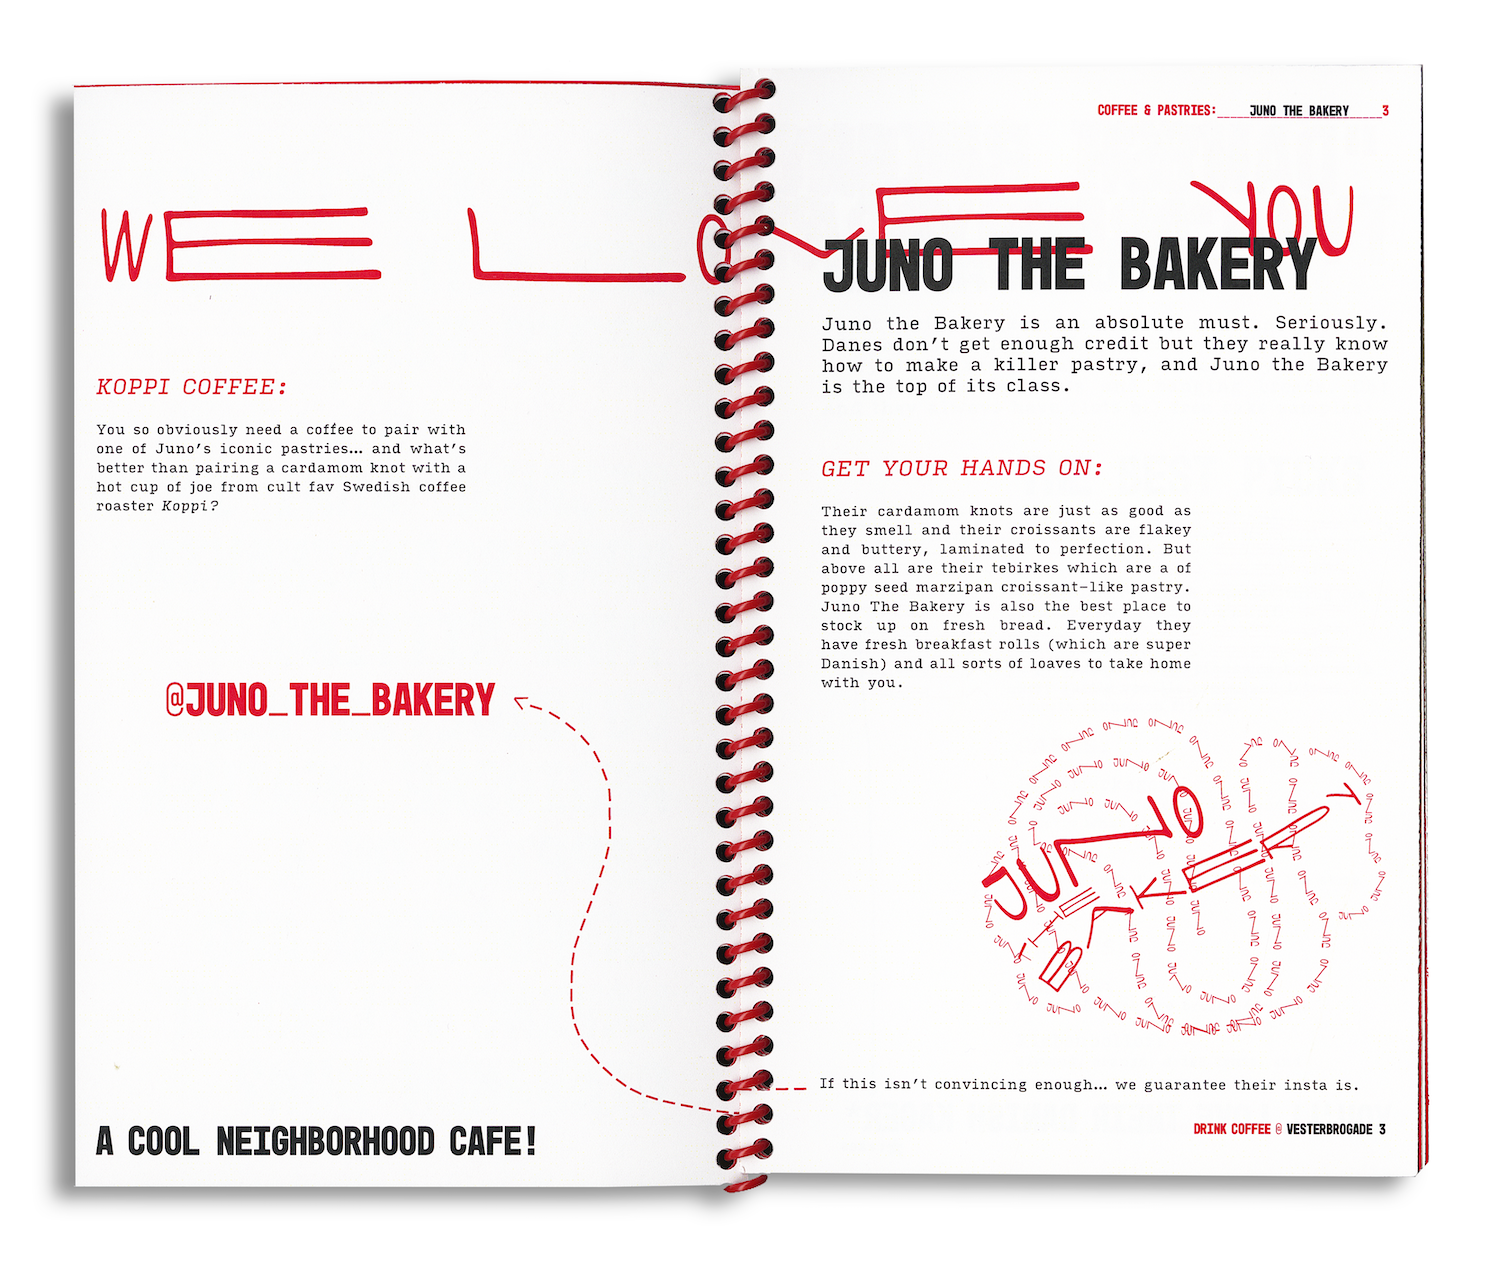 WE LOVE YOU
KOPPI COFFEE:
You so obviously need a coffee to pair with
one of Juno's iconic pastries... and what's
better than pairing a cardamom knot with a
hot cup of joe from cult fav Swedish coffee
roaster Koppi?
@JUNO_THE_BAKERY
A COOL NEIGHBORHOOD CAFE!
COFFEE & PASTRIES:_____JUNO THE BAKERY_____3
JUNO THE BAKERY
Juno the Bakery is an absolute must. Seriously.
Danes don't get enough credit but they really know
how to make a killer pastry, and Juno the Bakery
is the top of its class.
GET YOUR HANDS ON:
Their cardamom knots are just as good as
they smell and their croissants are flakey
and buttery, laminated to perfection. But
above all are their tebirkes which are a of
poppy seed marzipan croissant-like pastry.
Juno The Bakery is also the best place to
stock up on fresh bread. Everyday they
have fresh breakfast rolls (which are super
Danish) and all sorts of loaves to take home
with you.
JUNO
THE
BAKERY
If this isn't convincing enough... we guarantee their insta is.
DRINK COFFEE @ VESTERBROGADE 3